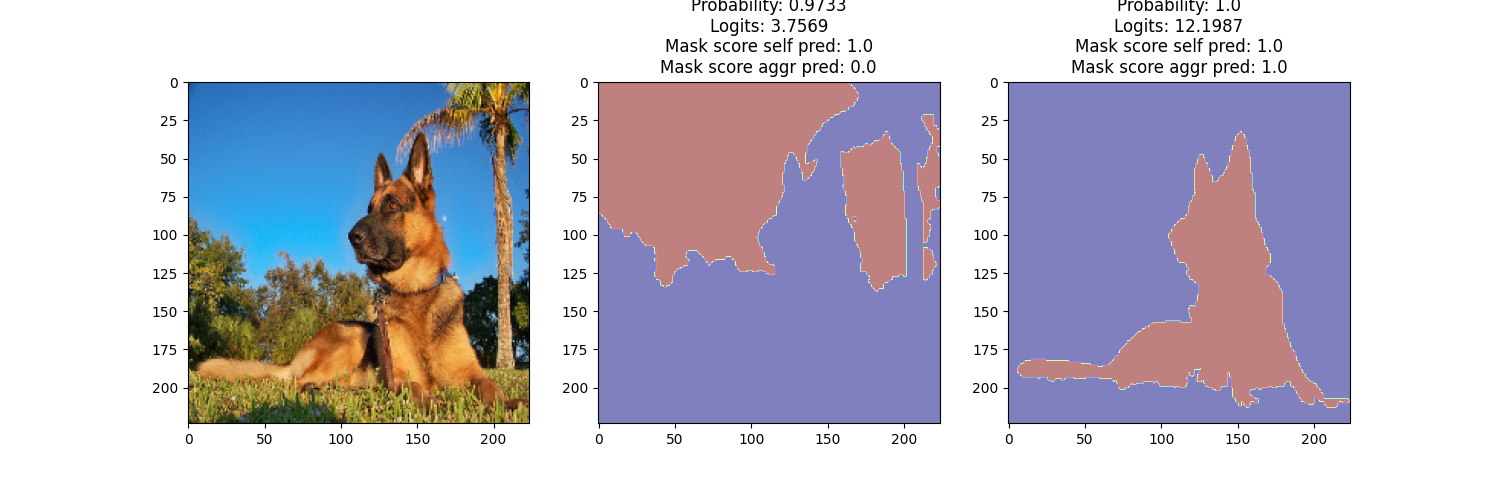 Probability: 0.9733
Logits: 3.7569
Mask score self pred: 1.0
Mask score aggr pred: 0.0
Probability: 1.0
Logits: 12.1987
Mask score self pred: 1.0
Mask score aggr pred: 1.0
0
25
50
75
100
125
150
175
200
0 50 100 150 200
0
25
50
75
100
125
150
175
200
0 50 100 150 200
0
25
50
75
100
125
150
175
200
0 50 100 150 200